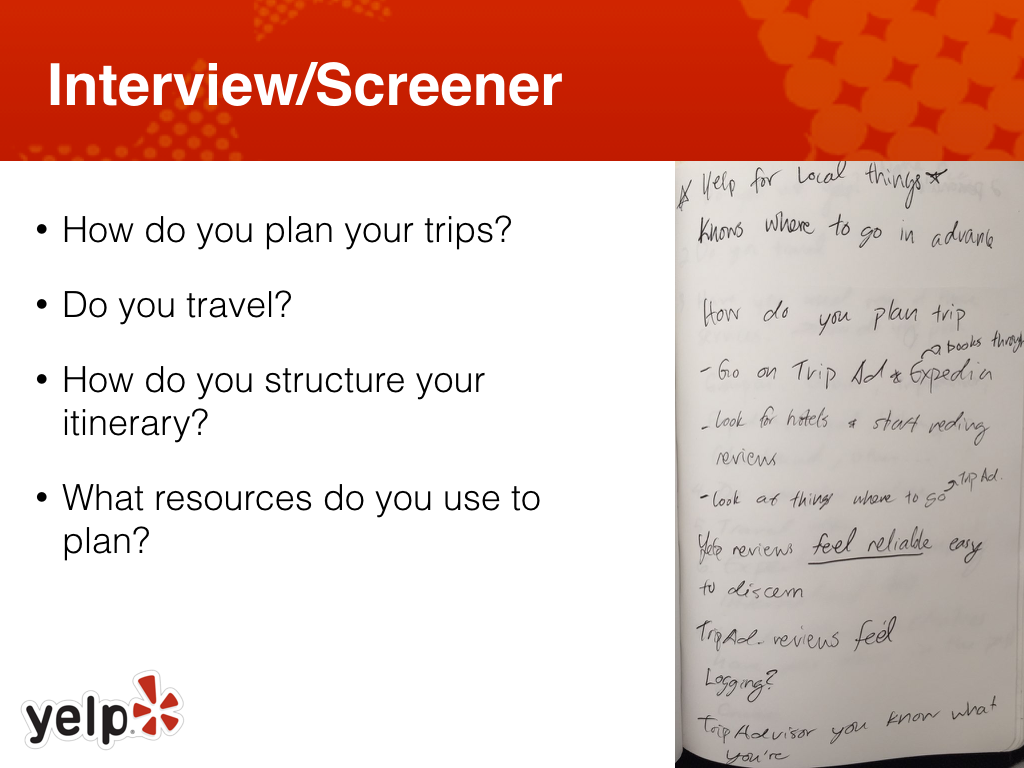 Interview/Screener
• How do you plan your trips?
• Do you travel?
• How do you structure your
itinerary?
• What resources do you use to
plan?
yelp
Yelp for Local things
Knows where to go in advance
How do you plan trip
books through
- Go on Trip Ad & Expedia
- Look for hotels & start reding
reviews
Trip Ad.
- Look at things where to go
Yelp reviews feel reliable easy
to discern
TripAd. reviews feel
Logging?
TripAdvisor you know what
you're